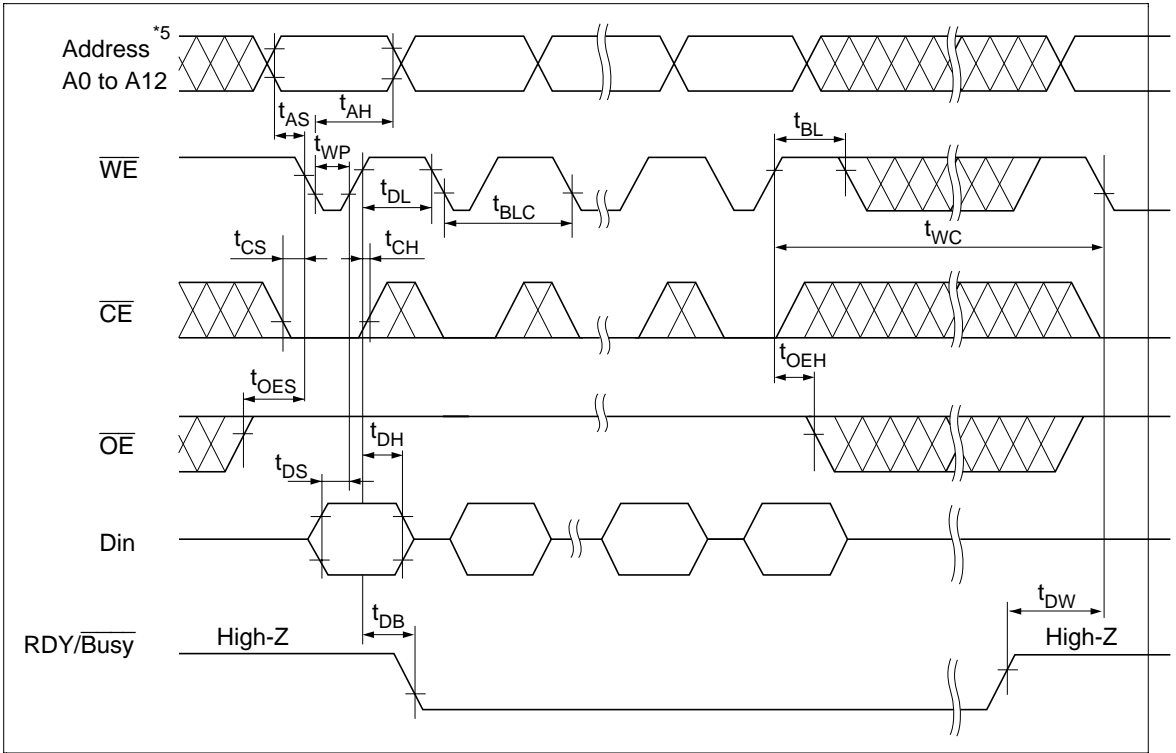 Address *5
A0 to A12
tAS
tAH
tBL
WE
tWP
tDL
tBLC
tWC
tCS
tCH
CE
tOES
tOEH
OE
tDH
tDS
Din
tDB
tDW
RDY/Busy
High-Z
High-Z